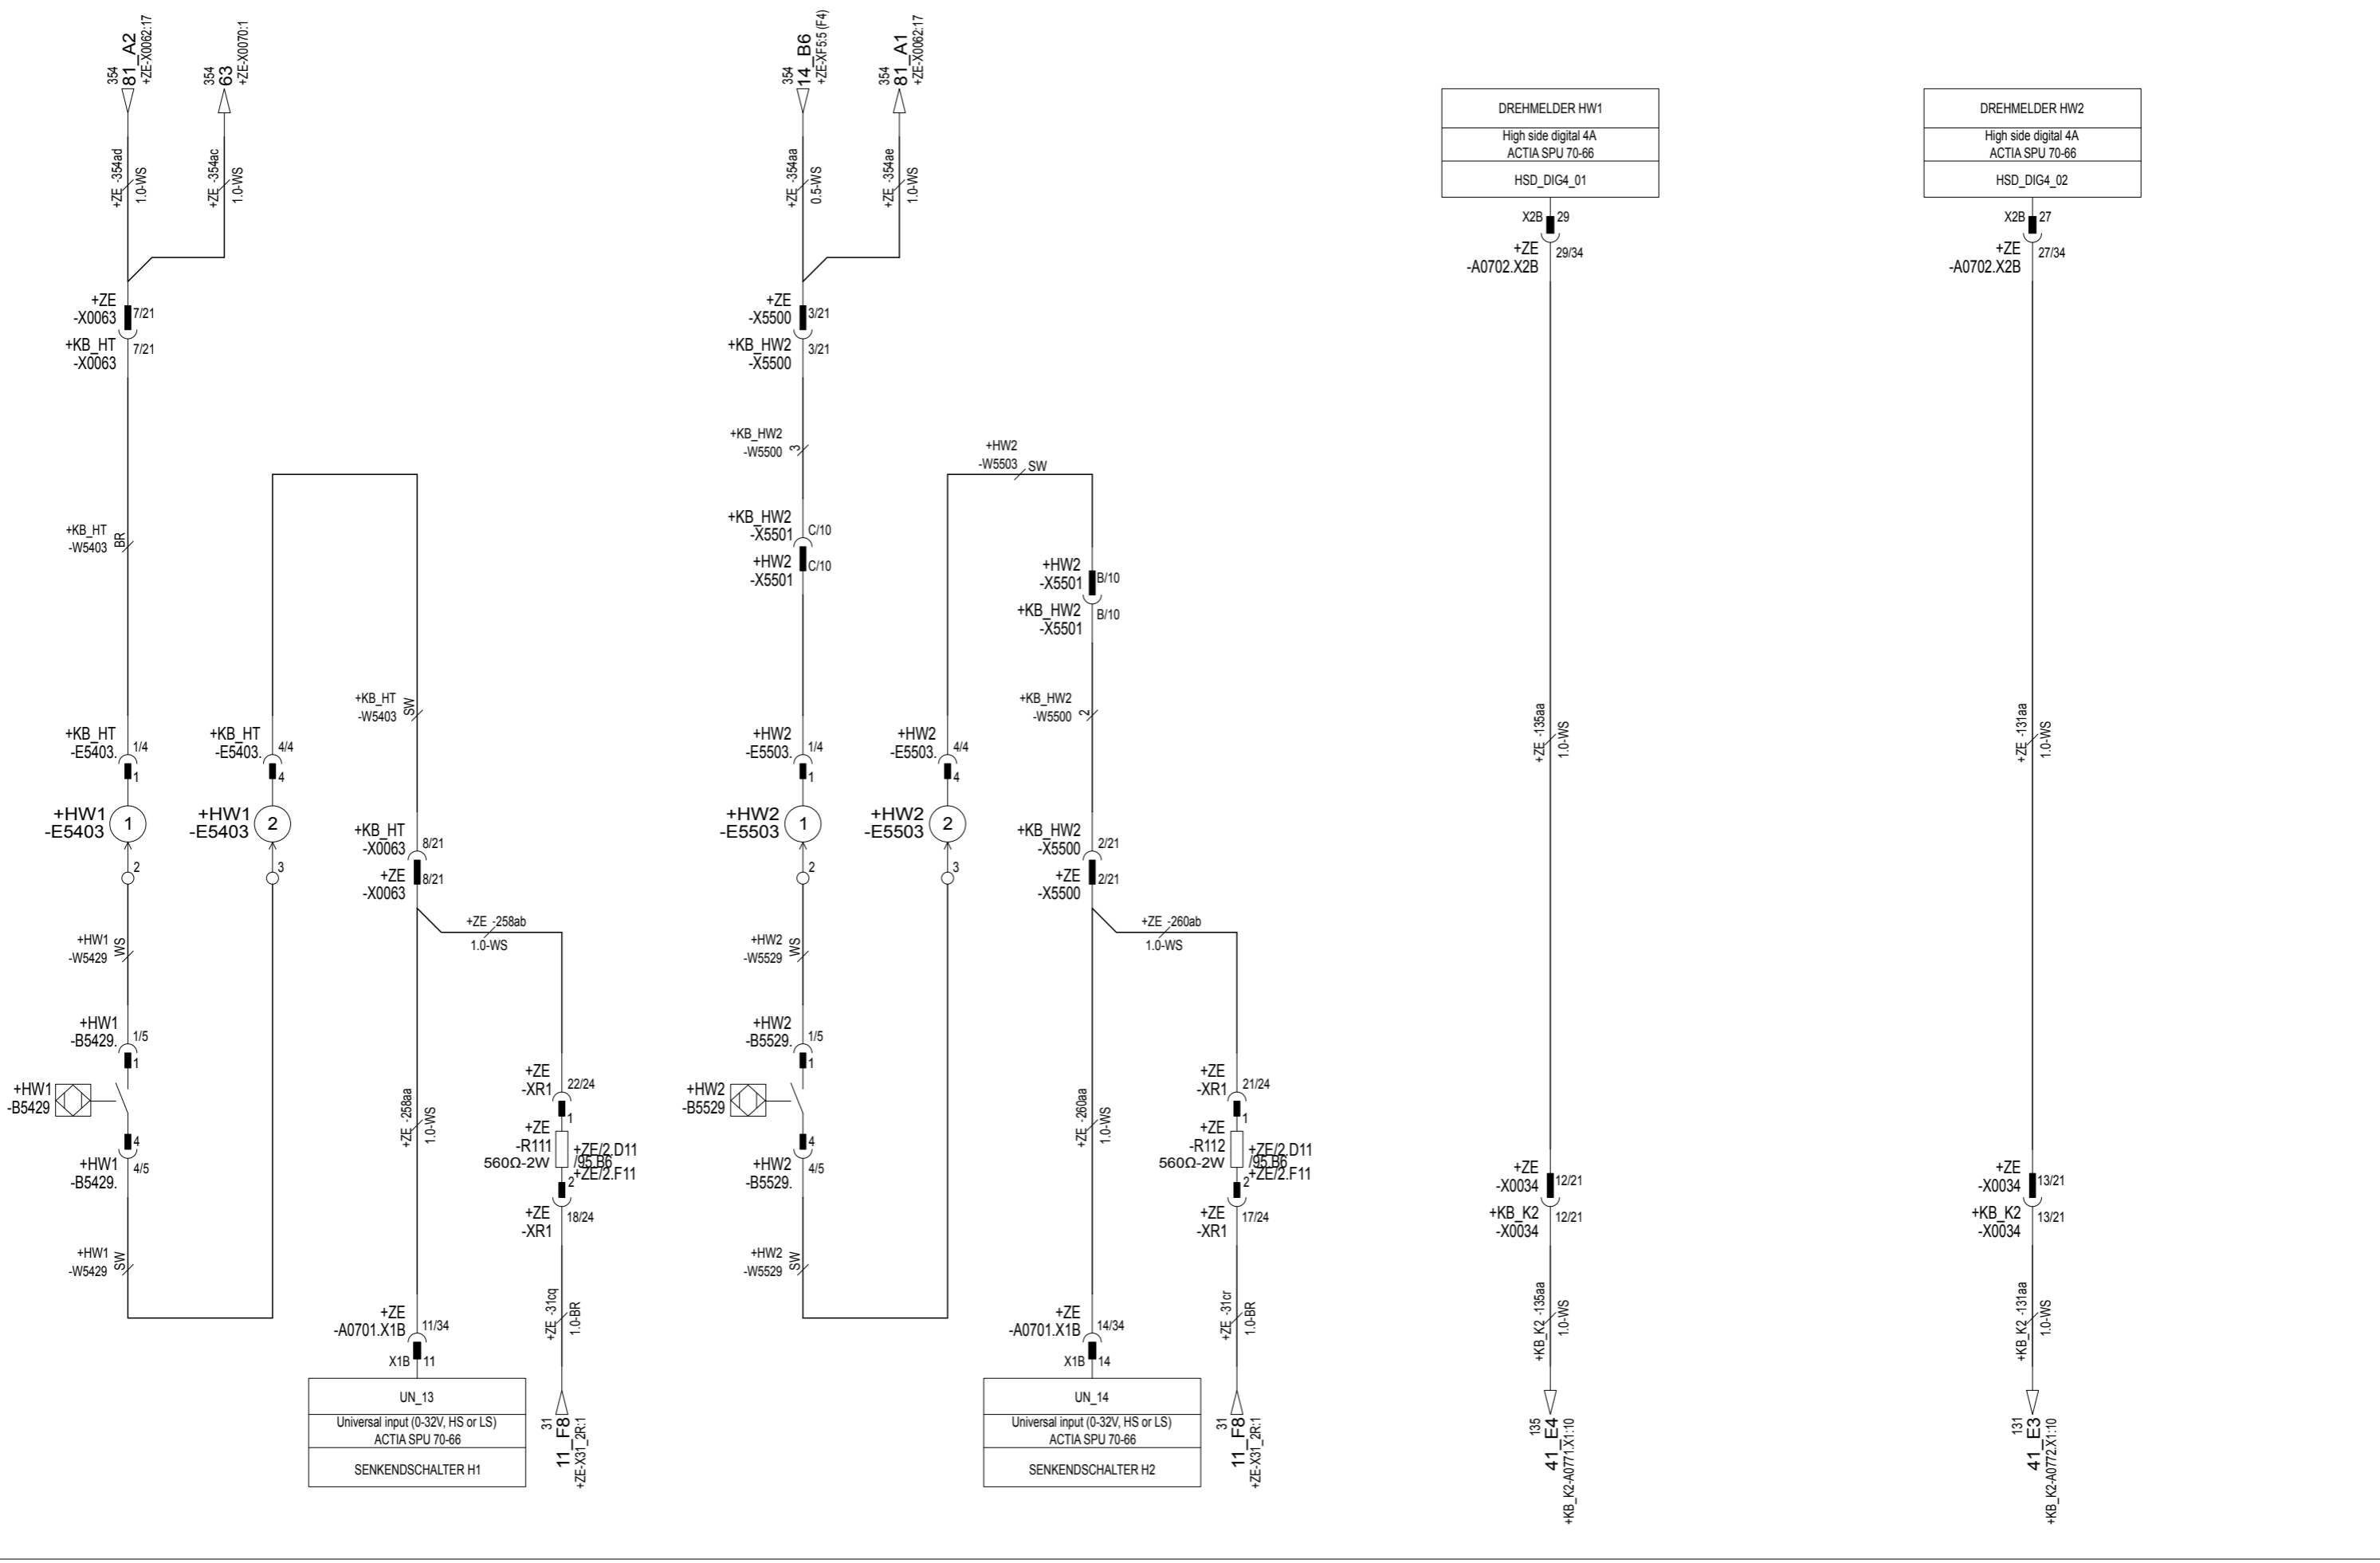 354
81_A2
+ZE-X0062:17
354
63
+ZE-X0070:1
+ZE -354ad
1.0-WS
+ZE -354ac
1.0-WS
+ZE
-X0063
7/21
+KB_HT
-X0063
7/21
+KB_HT
-W5403
BR
+KB_HT
-W5403
SW
+KB_HT
-E5403.
1/4
1
+KB_HT
-E5403.
4/4
4
+HW1
-E5403
1
2
+HW1
-E5403
2
3
+KB_HT
-X0063
8/21
+ZE
-X0063
8/21
+ZE -258ab
1.0-WS
+HW1
-W5429
WS
+HW1
-B5429.
1/5
1
+HW1
-B5429
4
+HW1
-B5429.
4/5
+HW1
-W5429
SW
+ZE -258aa
1.0-WS
+ZE
-XR1
22/24
1
+ZE
-R111
560Ω-2W
+ZE/2.D11
/95.B6
+ZE/2.F11
2
+ZE
-XR1
18/24
+ZE -31cq
1.0-BR
+ZE
-A0701.X1B
11/34
X1B
11
UN_13
Universal input (0-32V, HS or LS)
ACTIA SPU 70-66
SENKENDSCHALTER H1
31
11_F8
+ZE-X31_2R:1
354
14_B6
+ZE-XF5:5 (F4)
354
81_A1
+ZE-X0062:17
+ZE -354aa
0.5-WS
+ZE -354ae
1.0-WS
+ZE
-X5500
3/21
+KB_HW2
-X5500
3/21
+KB_HW2
-W5500
3
+HW2
-W5503
SW
+KB_HW2
-X5501
C/10
+HW2
-X5501
C/10
+HW2
-X5501
B/10
+KB_HW2
-X5501
B/10
+KB_HW2
-W5500
2
+HW2
-E5503.
1/4
1
+HW2
-E5503.
4/4
4
+HW2
-E5503
1
2
+HW2
-E5503
2
3
+KB_HW2
-X5500
2/21
+ZE
-X5500
2/21
+ZE -260ab
1.0-WS
+HW2
-W5529
WS
+HW2
-B5529.
1/5
1
+HW2
-B5529
4
+HW2
-B5529.
4/5
+HW2
-W5529
SW
+ZE -260aa
1.0-WS
+ZE
-XR1
21/24
1
+ZE
-R112
560Ω-2W
+ZE/2.D11
/95.B6
+ZE/2.F11
2
+ZE
-XR1
17/24
+ZE -31cr
1.0-BR
+ZE
-A0701.X1B
14/34
X1B
14
UN_14
Universal input (0-32V, HS or LS)
ACTIA SPU 70-66
SENKENDSCHALTER H2
31
11_F8
+ZE-X31_2R:1
DREHMELDER HW1
High side digital 4A
ACTIA SPU 70-66
HSD_DIG4_01
X2B
29
+ZE
-A0702.X2B
29/34
+ZE -135aa
1.0-WS
+ZE
-X0034
12/21
+KB_K2
-X0034
12/21
+KB_K2 -135aa
1.0-WS
135
41_E4
+KB_K2-A0771.X1:10
DREHMELDER HW2
High side digital 4A
ACTIA SPU 70-66
HSD_DIG4_02
X2B
27
+ZE
-A0702.X2B
27/34
+ZE -131aa
1.0-WS
+ZE
-X0034
13/21
+KB_K2
-X0034
13/21
+KB_K2 -131aa
1.0-WS
131
41_E3
+KB_K2-A0772.X1:10